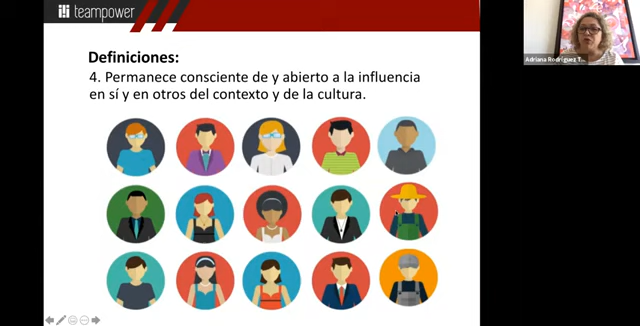 teampower
Definiciones:
4. Permanece consciente de y abierto a la influencia
en sí y en otros del contexto y de la cultura.
Adriana Rodríguez T...